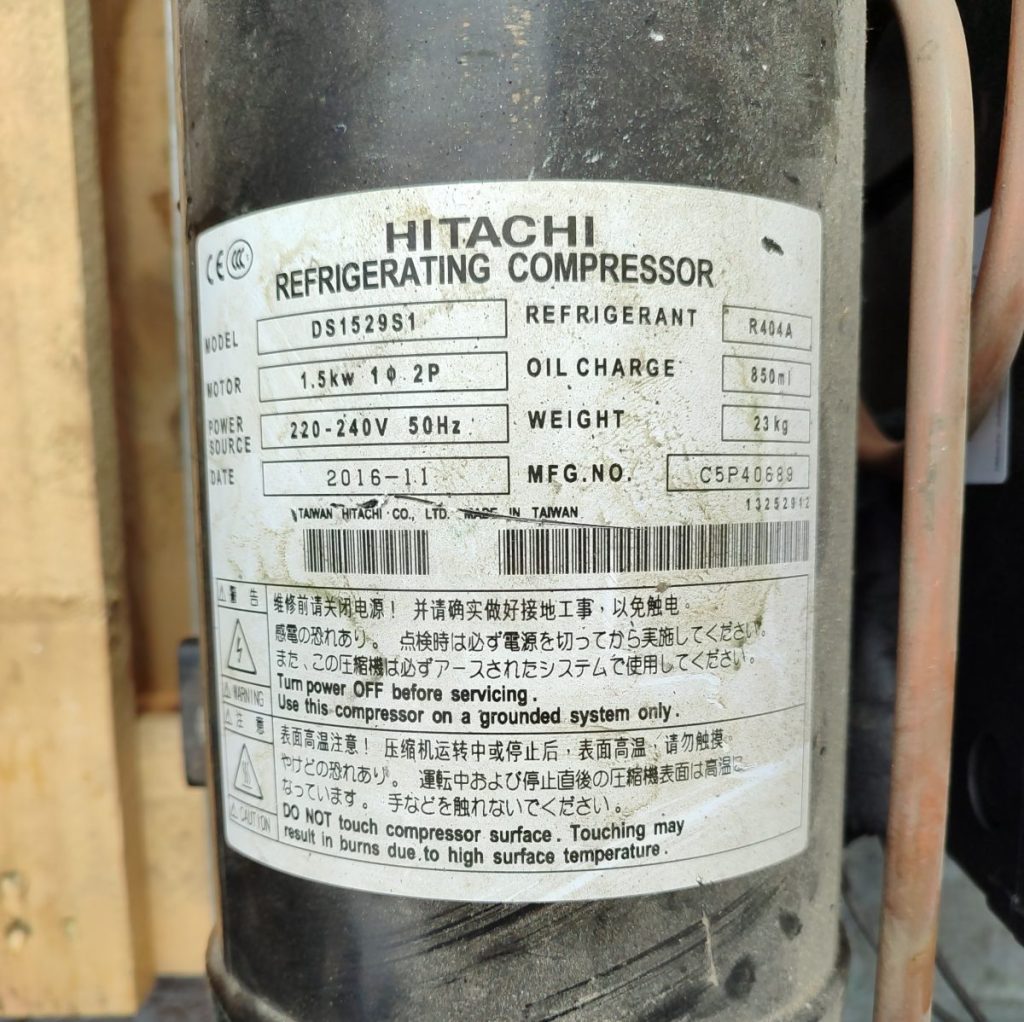 CE CCC
HITACHI
REFRIGERATING COMPRESSOR
MODEL DS1529S1 REFRIGERANT R404A
MOTOR 1.5kw 1ϕ 2P OIL CHARGE 850ml
POWER SOURCE 220-240V 50Hz WEIGHT 23kg
DATE 2016-11 MFG.NO. C5P40689
TAIWAN HITACHI CO., LTD. MADE IN TAIWAN 13252912
⚠警告
维修前请关闭电源！ 并请确实做好接地工事，以免触电。
感電の恐れあり。 点検時は必ず電源を切ってから実施してください。
また、この圧縮機は必ずアースされたシステムで使用してください。
⚠WARNING
Turn power OFF before servicing.
Use this compressor on a grounded system only.
⚠注意
表面高温注意！ 压缩机运转中或停止后，表面高温，请勿触摸。
やけどの恐れあり。 運転中および停止直後の圧縮機表面は高温に
なっています。 手などを触れないでください。
⚠CAUTION
DO NOT touch compressor surface. Touching may
result in burns due.to high surface temperature.